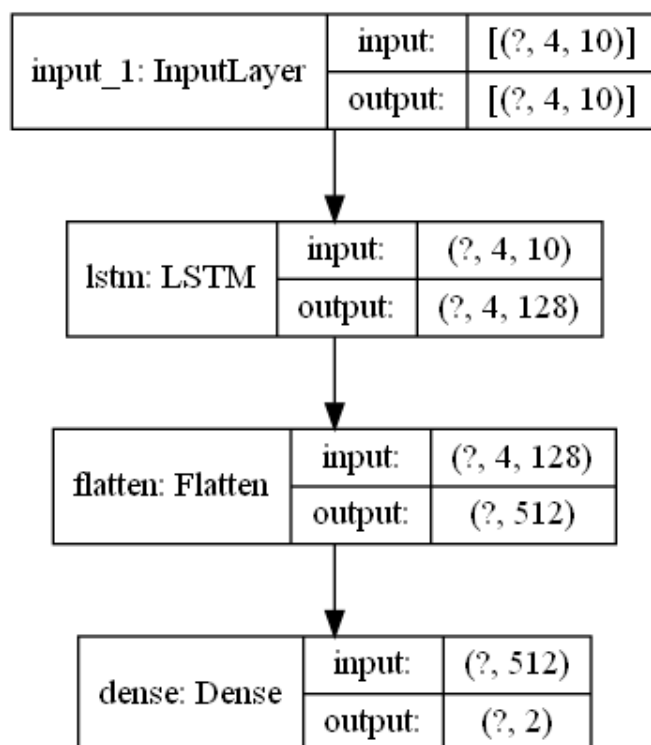 input_1: InputLayer
input: [(?, 4, 10)]
output: [(?, 4, 10)]
lstm: LSTM
input: (?, 4, 10)
output: (?, 4, 128)
flatten: Flatten
input: (?, 4, 128)
output: (?, 512)
dense: Dense
input: (?, 512)
output: (?, 2)